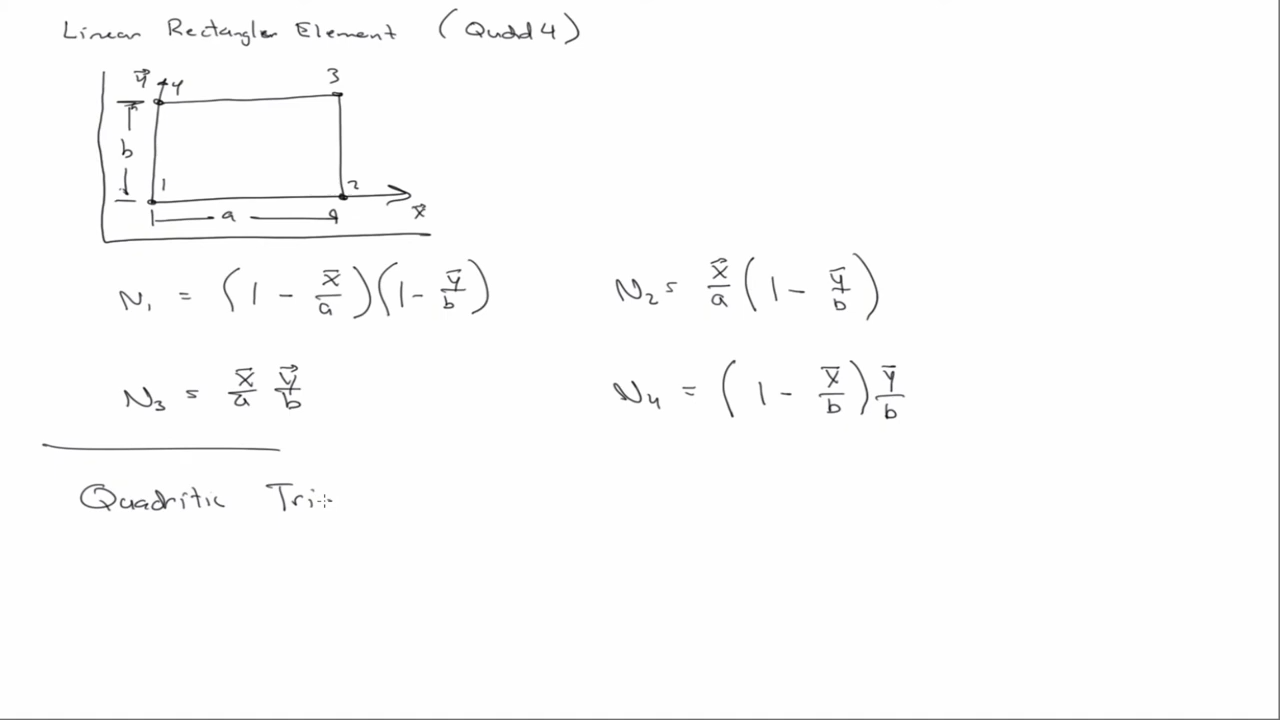 Linear Rectangler Element (Quad4)
ȳ 4 3
b
1 2
a x̄
N₁ = (1 - x̄/a)(1 - ȳ/b) N₂ = x̄/a (1 - ȳ/b)
N₃ = x̄/a ȳ/b N₄ = (1 - x̄/b) ȳ/b
Quadritic Tri